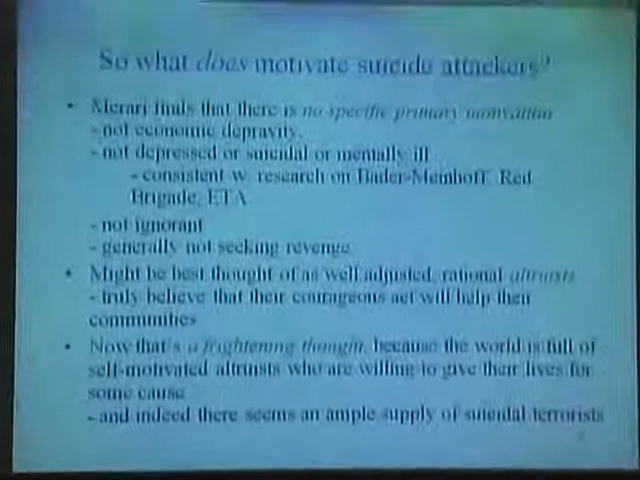 So what does motivate suicide attackers?
• Merari finds that there is no specific primary motivation
- not economic depravity,
- not depressed or suicidal or mentally ill
- consistent w. research on Bader-Meinhoff, Red
Brigade, ETA
- not ignorant
- generally not seeking revenge
• Might be best thought of as well adjusted, rational altruists
- truly believe that their courageous act will help their
communities
• Now that's a frightening thought, because the world is full of
self-motivated altruists who are willing to give their lives for
some cause
- and indeed there seems an ample supply of suicidal terrorists